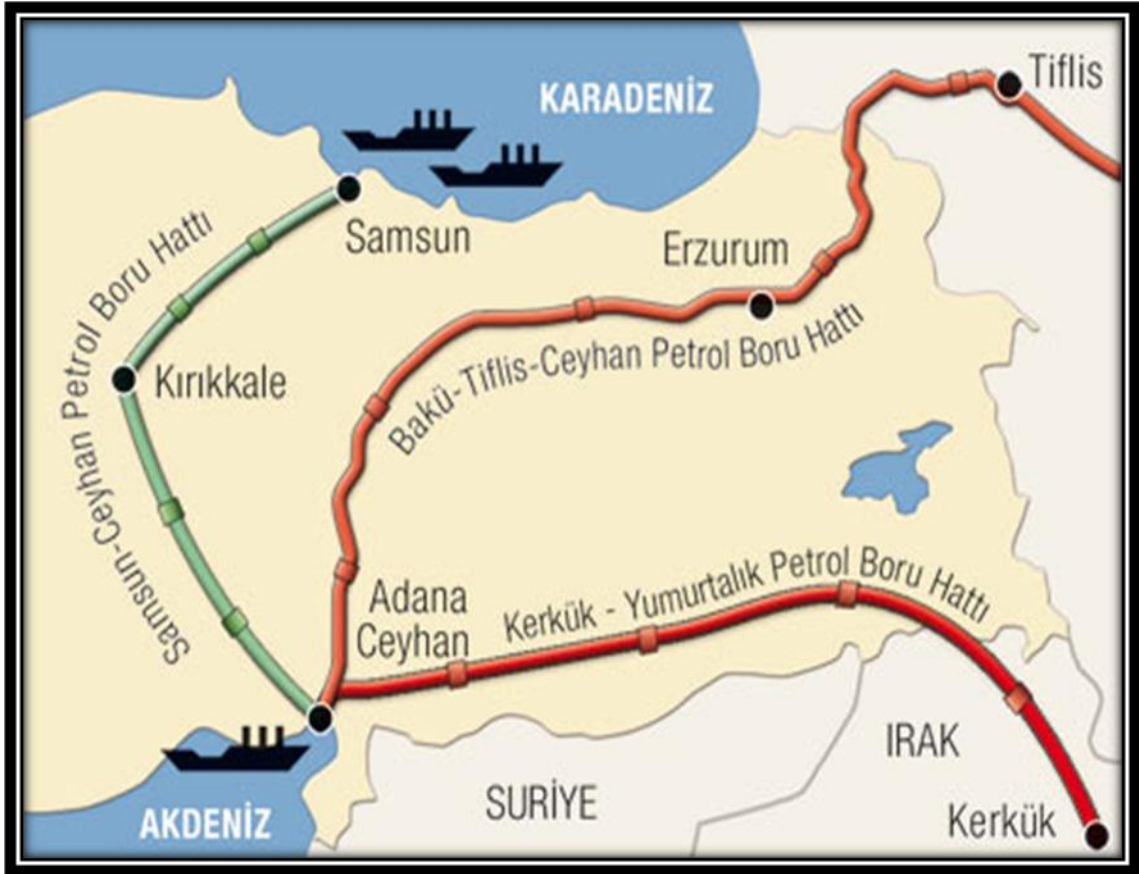 Tiflis
KARADENİZ
Samsun
Erzurum
Samsun-Ceyhan Petrol Boru Hattı
Kırıkkale
Bakü-Tiflis-Ceyhan Petrol Boru Hattı
Adana
Ceyhan
Kerkük - Yumurtalık Petrol Boru Hattı
IRAK
SURİYE
AKDENİZ
Kerkük